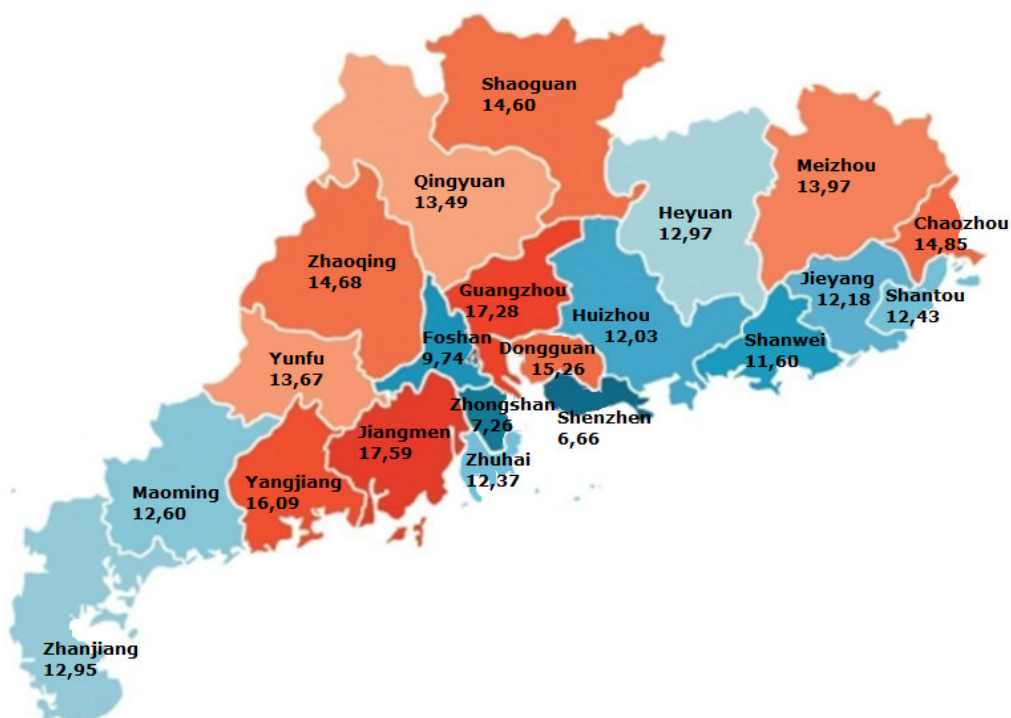 Shaoguan
14,60
Qingyuan
13,49
Meizhou
13,97
Heyuan
12,97
Chaozhou
14,85
Zhaoqing
14,68
Guangzhou
17,28
Jieyang
12,18
Shantou
12,43
Huizhou
12,03
Foshan
9,74
Dongguan
15,26
Shanwei
11,60
Yunfu
13,67
Zhongshan
7,26
Shenzhen
6,66
Jiangmen
17,59
Zhuhai
12,37
Yangjiang
16,09
Maoming
12,60
Zhanjiang
12,95